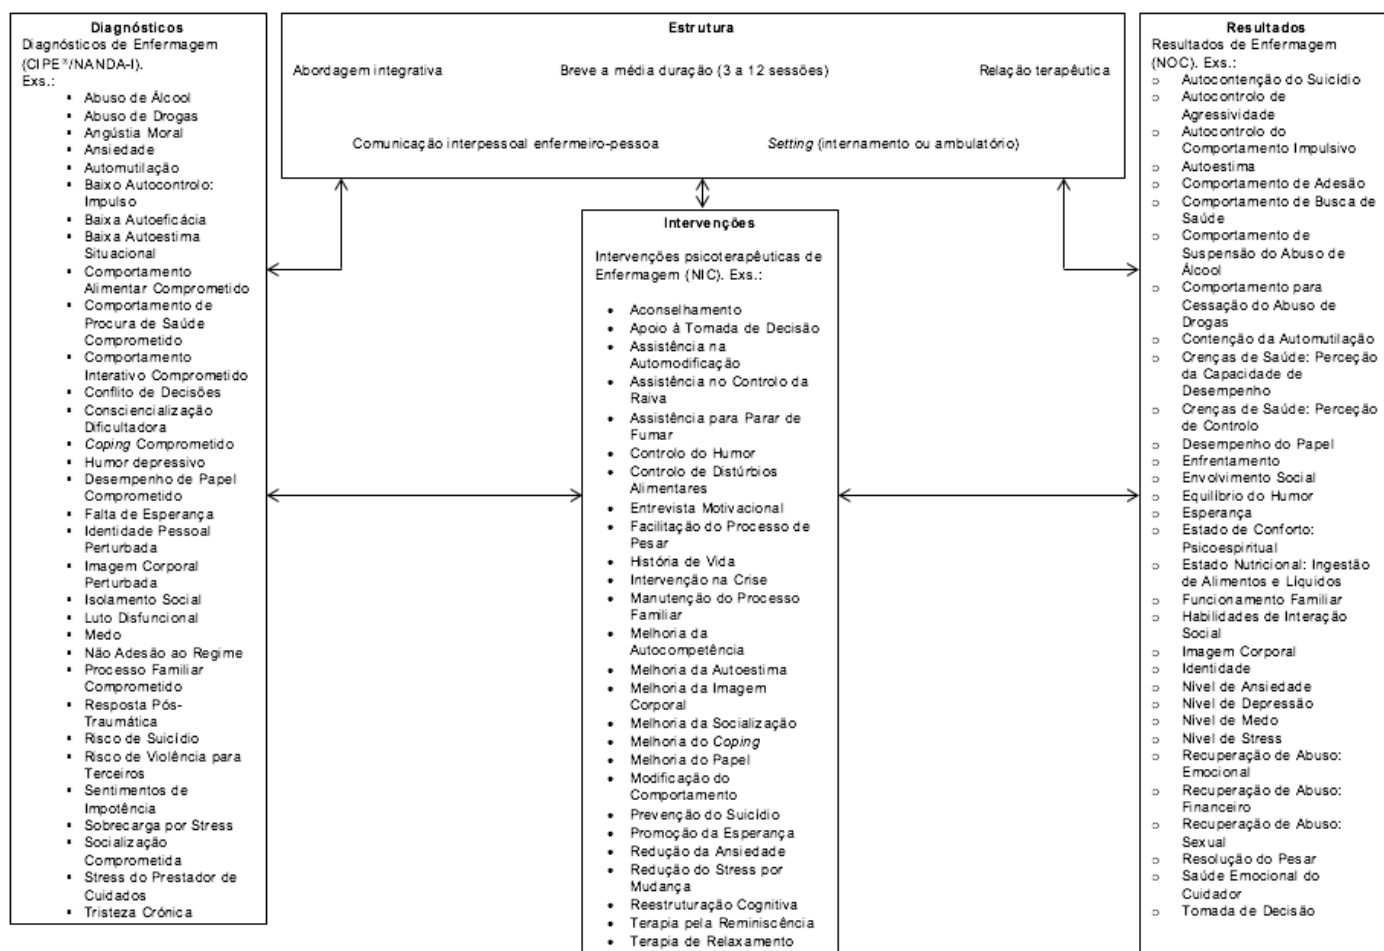 Diagnósticos
Diagnósticos de Enfermagem
(CIPE®/NANDA-I).
Exs.:
▪ Abuso de Álcool
▪ Abuso de Drogas
▪ Angústia Moral
▪ Ansiedade
▪ Automutilação
▪ Baixo Autocontrolo:
Impulso
▪ Baixa Autoeficácia
▪ Baixa Autoestima
Situacional
▪ Comportamento
Alimentar Comprometido
▪ Comportamento de
Procura de Saúde
Comprometido
▪ Comportamento
Interativo Comprometido
▪ Conflito de Decisões
▪ Consciencialização
Dificultadora
▪ Coping Comprometido
▪ Humor depressivo
▪ Desempenho de Papel
Comprometido
▪ Falta de Esperança
▪ Identidade Pessoal
Perturbada
▪ Imagem Corporal
Perturbada
▪ Isolamento Social
▪ Luto Disfuncional
▪ Medo
▪ Não Adesão ao Regime
▪ Processo Familiar
Comprometido
▪ Resposta Pós-
Traumática
▪ Risco de Suicídio
▪ Risco de Violência para
Terceiros
▪ Sentimentos de
Impotência
▪ Sobrecarga por Stress
▪ Socialização
Comprometida
▪ Stress do Prestador de
Cuidados
▪ Tristeza Crónica
Estrutura
Abordagem integrativa
Breve a média duração (3 a 12 sessões)
Relação terapêutica
Comunicação interpessoal enfermeiro-pessoa
Setting (internamento ou ambulatório)
Intervenções
Intervenções psicoterapêuticas de
Enfermagem (NIC). Exs.:
• Aconselhamento
• Apoio à Tomada de Decisão
• Assistência na
Automodificação
• Assistência no Controlo da
Raiva
• Assistência para Parar de
Fumar
• Controlo do Humor
• Controlo de Distúrbios
Alimentares
• Entrevista Motivacional
• Facilitação do Processo de
Pesar
• História de Vida
• Intervenção na Crise
• Manutenção do Processo
Familiar
• Melhoria da
Autocompetência
• Melhoria da Autoestima
• Melhoria da Imagem
Corporal
• Melhoria da Socialização
• Melhoria do Coping
• Melhoria do Papel
• Modificação do
Comportamento
• Prevenção do Suicídio
• Promoção da Esperança
• Redução da Ansiedade
• Redução do Stress por
Mudança
• Reestruturação Cognitiva
• Terapia pela Reminiscência
• Terapia de Relaxamento
Resultados
Resultados de Enfermagem
(NOC). Exs.:
o Autocontenção do Suicídio
o Autocontrolo de
Agressividade
o Autocontrolo do
Comportamento Impulsivo
o Autoestima
o Comportamento de Adesão
o Comportamento de Busca de
Saúde
o Comportamento de
Suspensão do Abuso de
Álcool
o Comportamento para
Cessação do Abuso de
Drogas
o Contenção da Automutilação
o Crenças de Saúde: Perceção
da Capacidade de
Desempenho
o Crenças de Saúde: Perceção
de Controlo
o Desempenho do Papel
o Enfrentamento
o Envolvimento Social
o Equilíbrio do Humor
o Esperança
o Estado de Conforto:
Psicoespiritual
o Estado Nutricional: Ingestão
de Alimentos e Líquidos
o Funcionamento Familiar
o Habilidades de Interação
Social
o Imagem Corporal
o Identidade
o Nível de Ansiedade
o Nível de Depressão
o Nível de Medo
o Nível de Stress
o Recuperação de Abuso:
Emocional
o Recuperação de Abuso:
Financeiro
o Recuperação de Abuso:
Sexual
o Resolução do Pesar
o Saúde Emocional do
Cuidador
o Tomada de Decisão